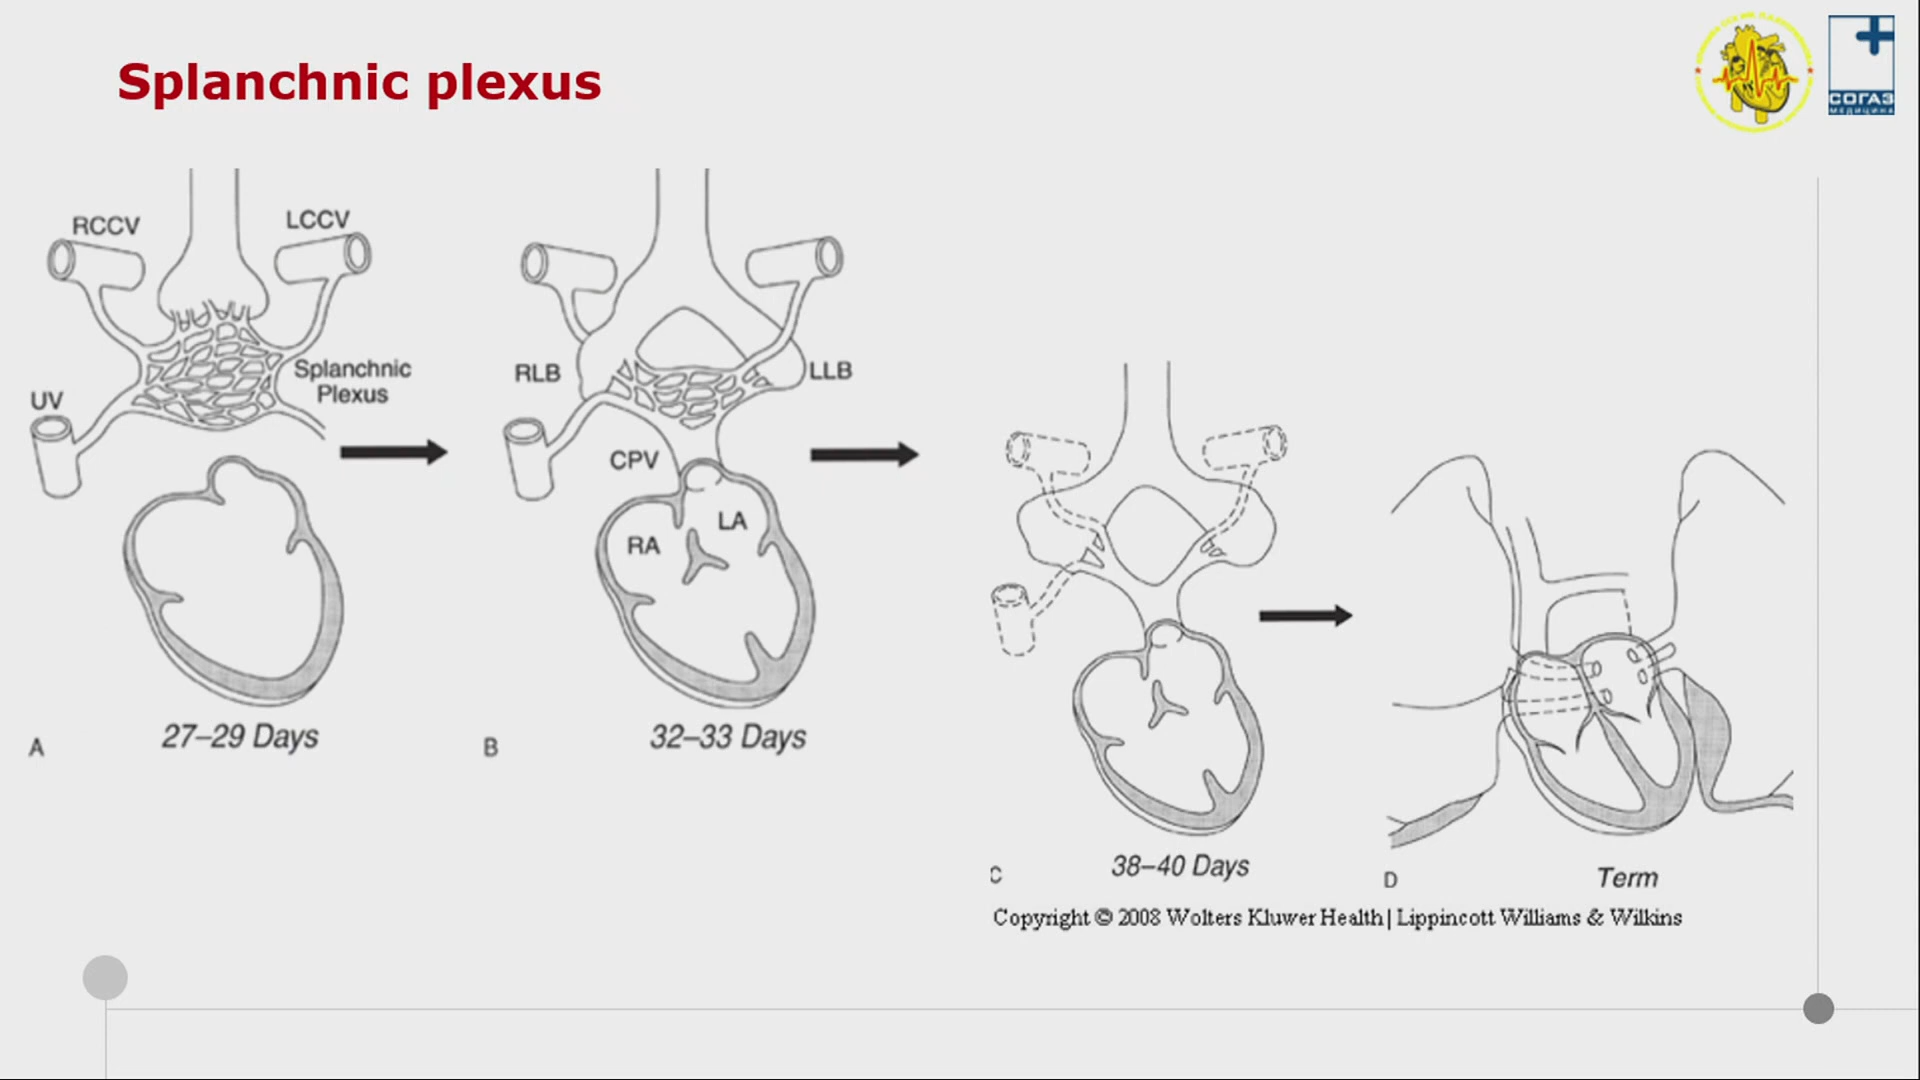 Splanchnic plexus
СОГАЗ
медицина
RCCV
LCCV
Splanchnic
Plexus
UV
RLB
LLB
CPV
LA
RA
A
27–29 Days
B
32–33 Days
C
38–40 Days
D
Term
Copyright © 2008 Wolters Kluwer Health | Lippincott Williams & Wilkins